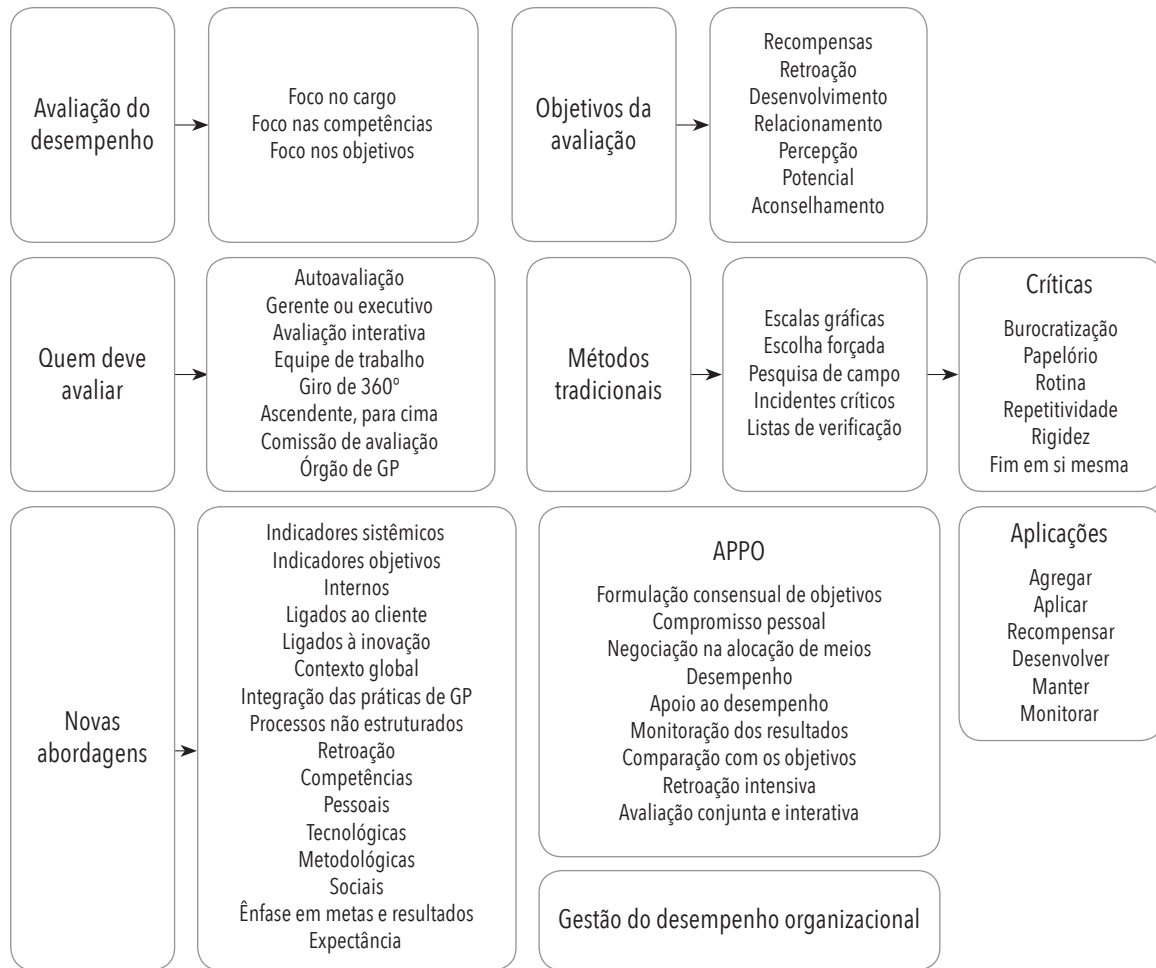 Avaliação do
desempenho
Foco no cargo
Foco nas competências
Foco nos objetivos
Objetivos da
avaliação
Recompensas
Retroação
Desenvolvimento
Relacionamento
Percepção
Potencial
Aconselhamento
Quem deve
avaliar
Autoavaliação
Gerente ou executivo
Avaliação interativa
Equipe de trabalho
Giro de 360º
Ascendente, para cima
Comissão de avaliação
Órgão de GP
Métodos
tradicionais
Escalas gráficas
Escolha forçada
Pesquisa de campo
Incidentes críticos
Listas de verificação
Críticas
Burocratização
Papelório
Rotina
Repetitividade
Rigidez
Fim em si mesma
Novas
abordagens
Indicadores sistêmicos
Indicadores objetivos
Internos
Ligados ao cliente
Ligados à inovação
Contexto global
Integração das práticas de GP
Processos não estruturados
Retroação
Competências
Pessoais
Tecnológicas
Metodológicas
Sociais
Ênfase em metas e resultados
Expectância
APPO
Formulação consensual de objetivos
Compromisso pessoal
Negociação na alocação de meios
Desempenho
Apoio ao desempenho
Monitoração dos resultados
Comparação com os objetivos
Retroação intensiva
Avaliação conjunta e interativa
Aplicações
Agregar
Aplicar
Recompensar
Desenvolver
Manter
Monitorar
Gestão do desempenho organizacional